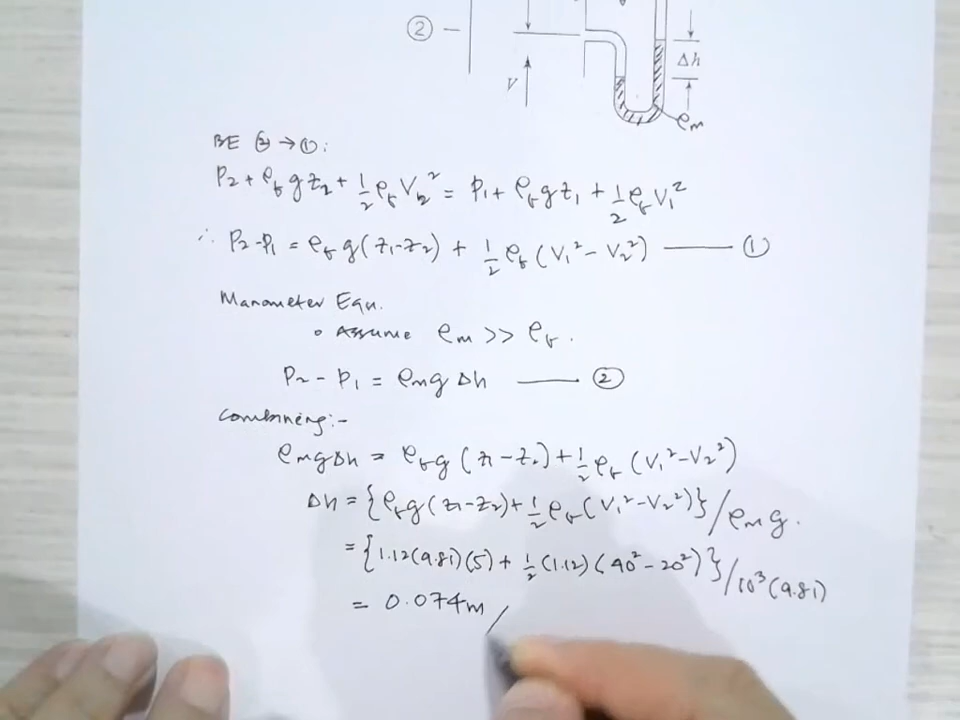 ②
Δh
V
ρm
BE ② → ①:
P₂ + ρf g z₂ + 1/2 ρf V₂² = P₁ + ρf g z₁ + 1/2 ρf V₁²
∴ P₂-P₁ = ρf g (z₁-z₂) + 1/2 ρf (V₁² - V₂²) ——— ①
Manometer Eqn.
• Assume ρm >> ρf.
P₂ - P₁ = ρm g Δh ——— ②
Combining:-
ρm g Δh = ρf g (z₁ - z₂) + 1/2 ρf (V₁² - V₂²)
Δh = {ρf g (z₁-z₂) + 1/2 ρf (V₁² - V₂²)} / ρm g.
= {1.12(9.81)(5) + 1/2 (1.12) (40² - 20²)} / 10³(9.81)
= 0.074m /